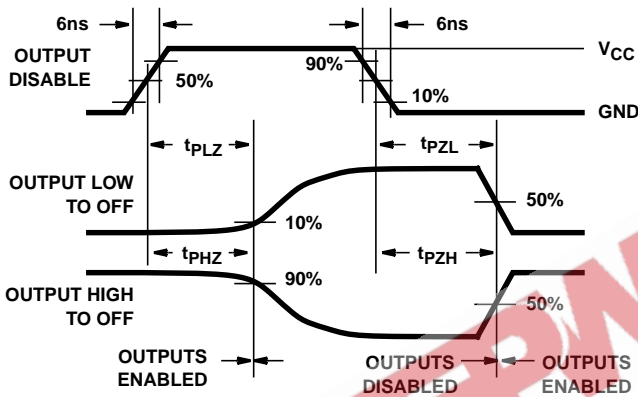 6ns
6ns
OUTPUT
DISABLE
50%
90%
10%
VCC
GND
tPLZ
tPZL
OUTPUT LOW
TO OFF
10%
50%
tPHZ
tPZH
OUTPUT HIGH
TO OFF
90%
50%
OUTPUTS
ENABLED
OUTPUTS
DISABLED
OUTPUTS
ENABLED